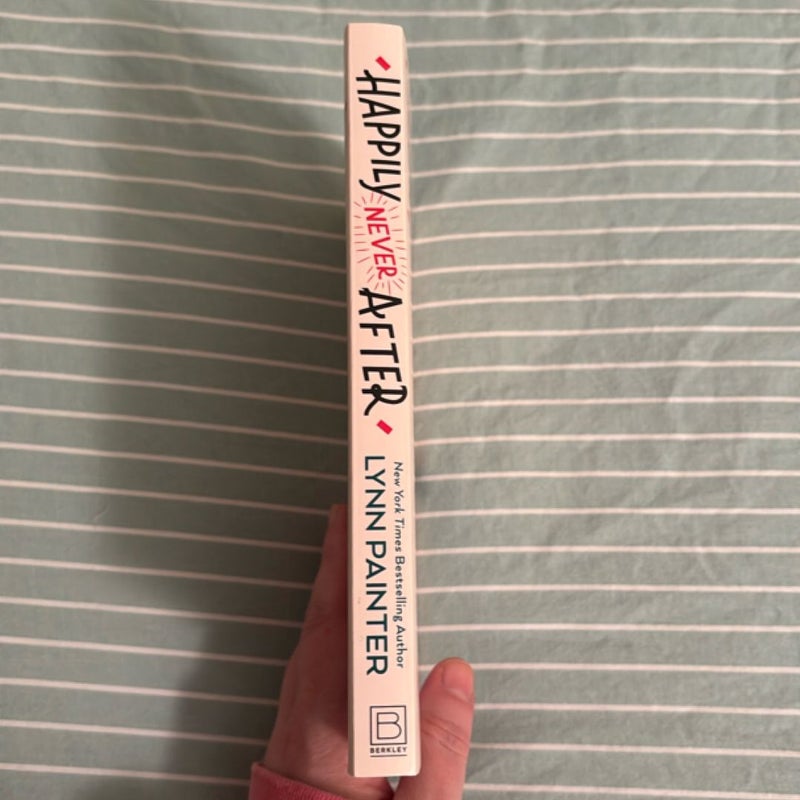 HAPPILY NEVER AFTER
New York Times Bestselling Author
LYNN PAINTER
B
BERKLEY